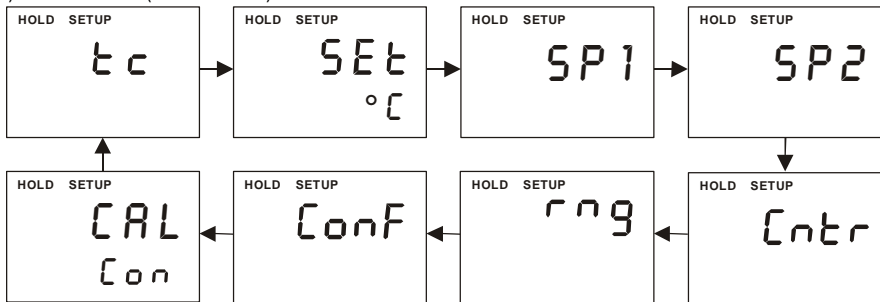 HOLD SETUP
tc
HOLD SETUP
SEt
°C
HOLD SETUP
SP1
HOLD SETUP
SP2
HOLD SETUP
CAL
Con
HOLD SETUP
ConF
HOLD SETUP
rng
HOLD SETUP
Cntr